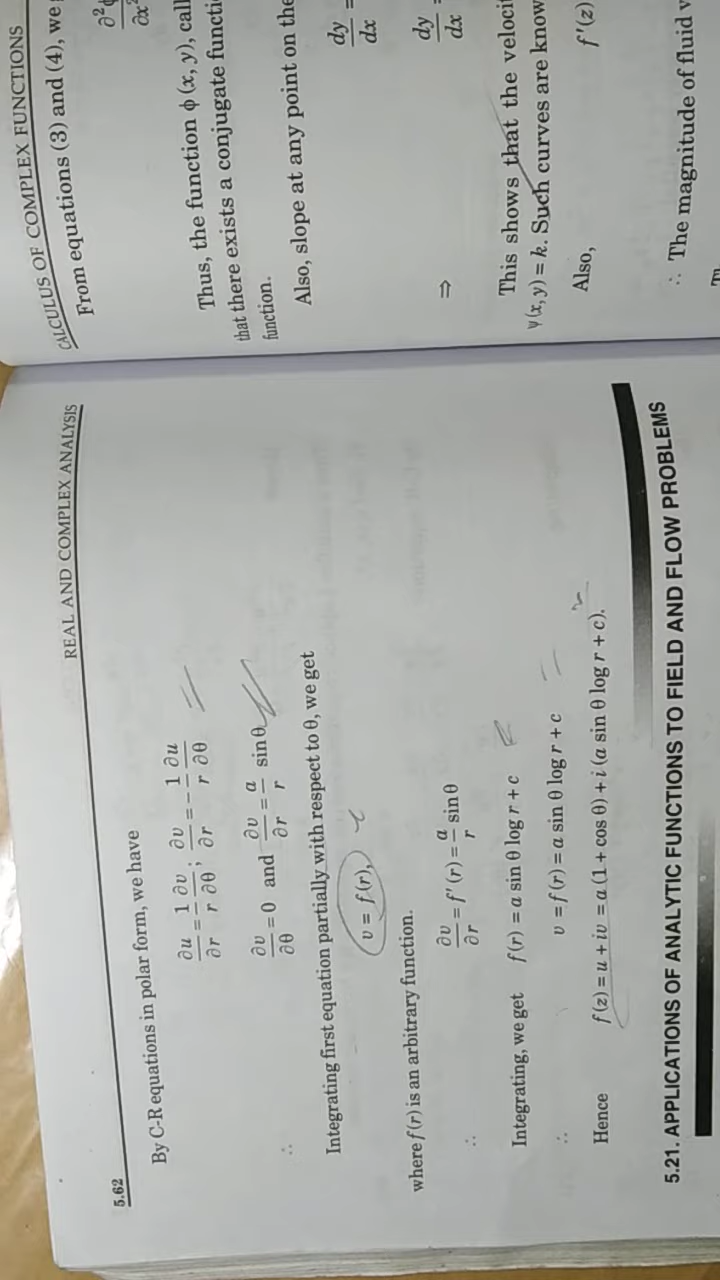 5.62 REAL AND COMPLEX ANALYSIS
By C-R equations in polar form, we have
∂u/∂r = 1/r ∂v/∂θ ; ∂v/∂r = − 1/r ∂u/∂θ
∴ ∂v/∂θ = 0 and ∂v/∂r = a/r sin θ
Integrating first equation partially with respect to θ, we get
v = f(r),
where f(r) is an arbitrary function.
∴ ∂v/∂r = f'(r) = a/r sin θ
Integrating, we get f(r) = a sin θ log r + c
∴ v = f(r) = a sin θ log r + c
Hence f(z) = u + iv = a (1 + cos θ) + i (a sin θ log r + c).
5.21. APPLICATIONS OF ANALYTIC FUNCTIONS TO FIELD AND FLOW PROBLEMS
CALCULUS OF COMPLEX FUNCTIONS
From equations (3) and (4), we
∂²ϕ
∂x²
Thus, the function ϕ (x, y), call
that there exists a conjugate functi
function.
Also, slope at any point on the
dy/dx =
⇒ dy/dx =
This shows that the veloci
ψ(x, y) = k. Such curves are know
Also, f'(z)
∴ The magnitude of fluid v